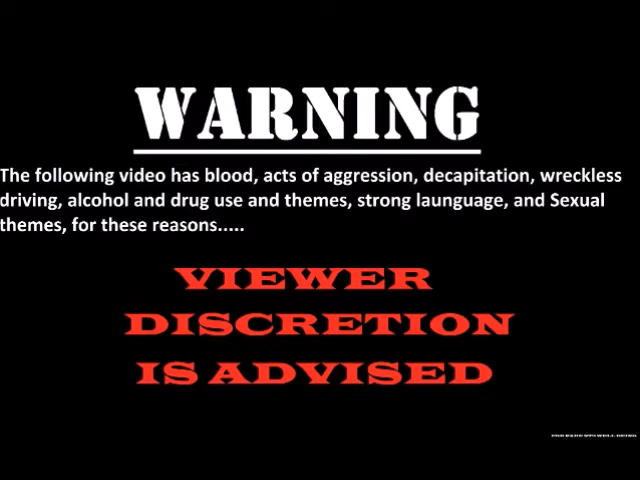 WARNING
The following video has blood, acts of aggression, decapitation, wreckless
driving, alcohol and drug use and themes, strong launguage, and Sexual
themes, for these reasons.....
VIEWER
DISCRETION
IS ADVISED